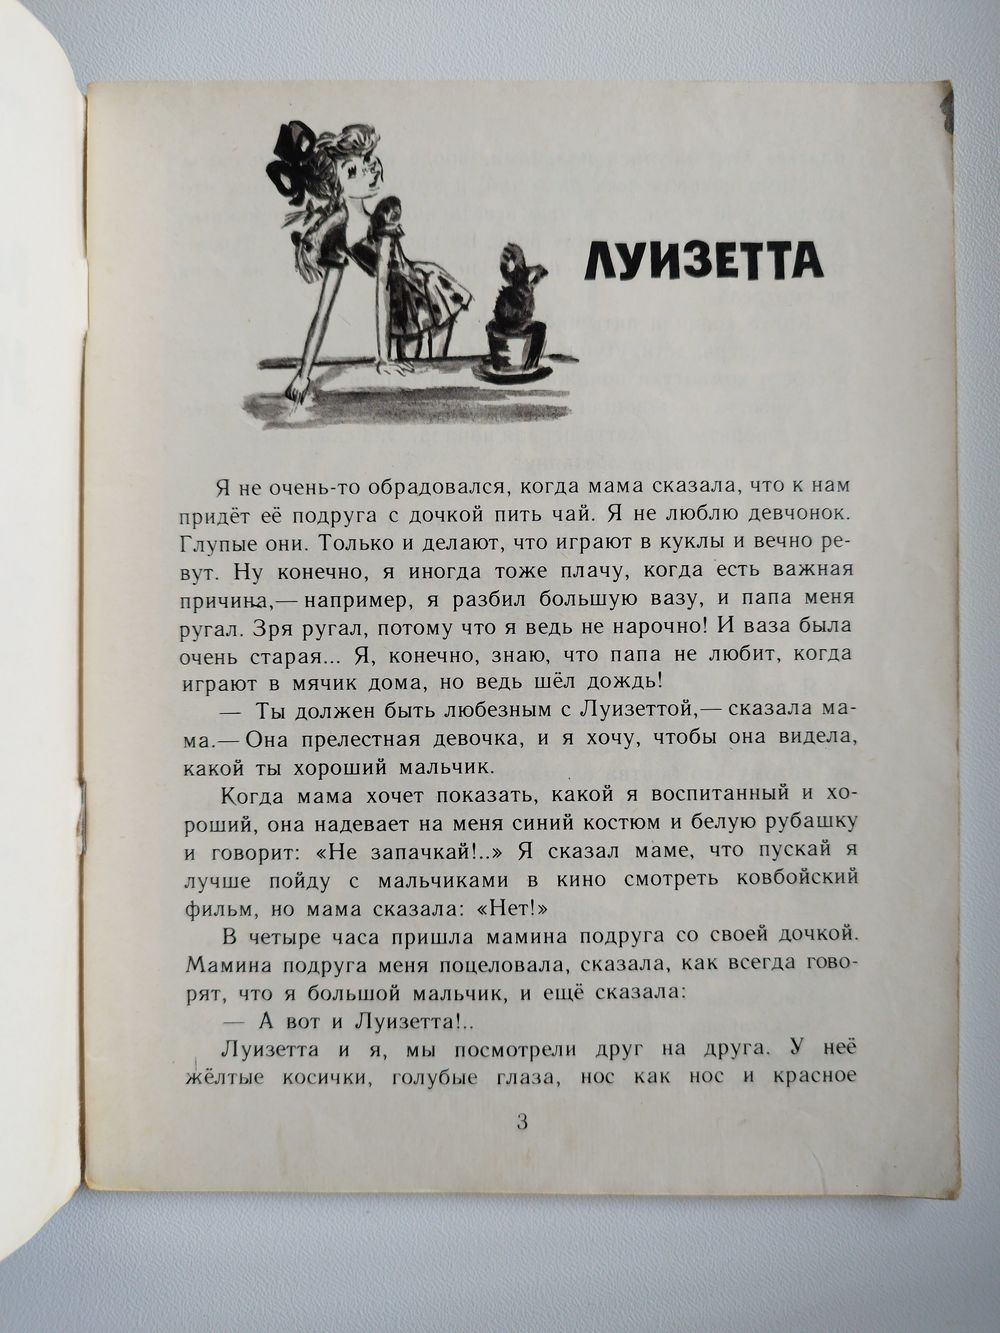 ЛУИЗЕТТА
Я не очень-то обрадовался, когда мама сказала, что к нам
придёт её подруга с дочкой пить чай. Я не люблю девчонок.
Глупые они. Только и делают, что играют в куклы и вечно ре-
вут. Ну конечно, я иногда тоже плачу, когда есть важная
причина,— например, я разбил большую вазу, и папа меня
ругал. Зря ругал, потому что я ведь не нарочно! И ваза была
очень старая... Я, конечно, знаю, что папа не любит, когда
играют в мячик дома, но ведь шёл дождь!
— Ты должен быть любезным с Луизеттой,— сказала ма-
ма.— Она прелестная девочка, и я хочу, чтобы она видела,
какой ты хороший мальчик.
Когда мама хочет показать, какой я воспитанный и хо-
роший, она надевает на меня синий костюм и белую рубашку
и говорит: «Не запачкай!..» Я сказал маме, что пускай я
лучше пойду с мальчиками в кино смотреть ковбойский
фильм, но мама сказала: «Нет!»
В четыре часа пришла мамина подруга со своей дочкой.
Мамина подруга меня поцеловала, сказала, как всегда гово-
рят, что я большой мальчик, и ещё сказала:
— А вот и Луизетта!..
Луизетта и я, мы посмотрели друг на друга. У неё
жёлтые косички, голубые глаза, нос как нос и красное
3